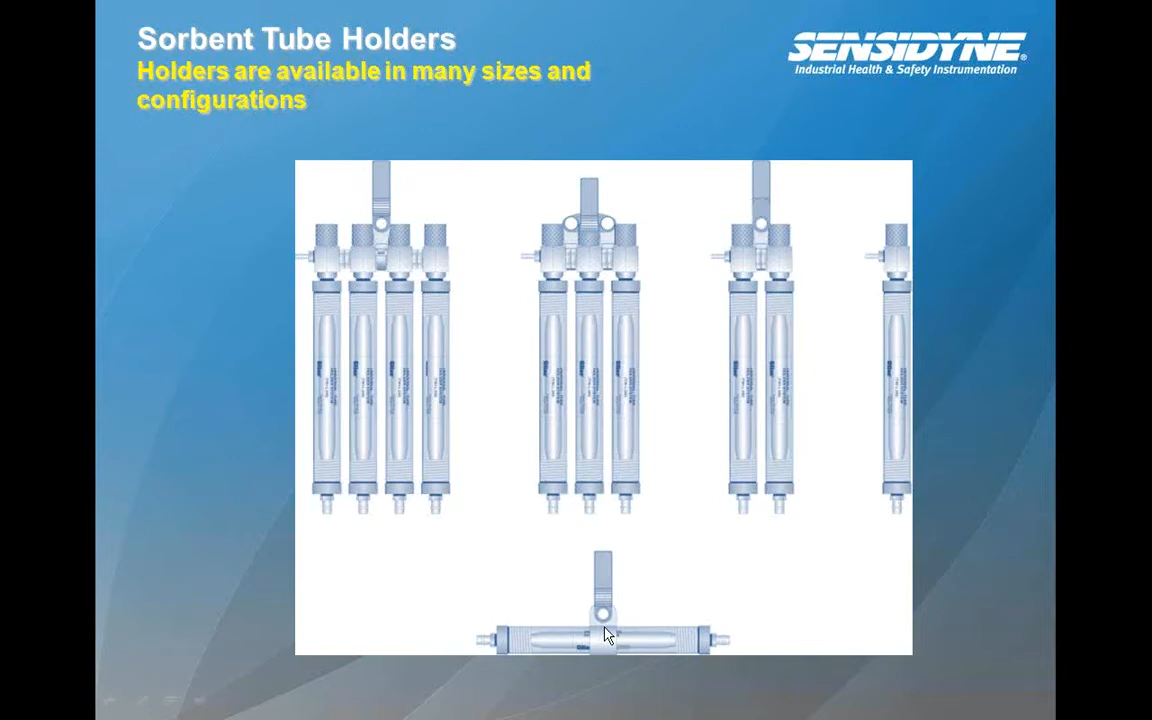 Sorbent Tube Holders
Holders are available in many sizes and
configurations
SENSIDYNE®
Industrial Health & Safety Instrumentation